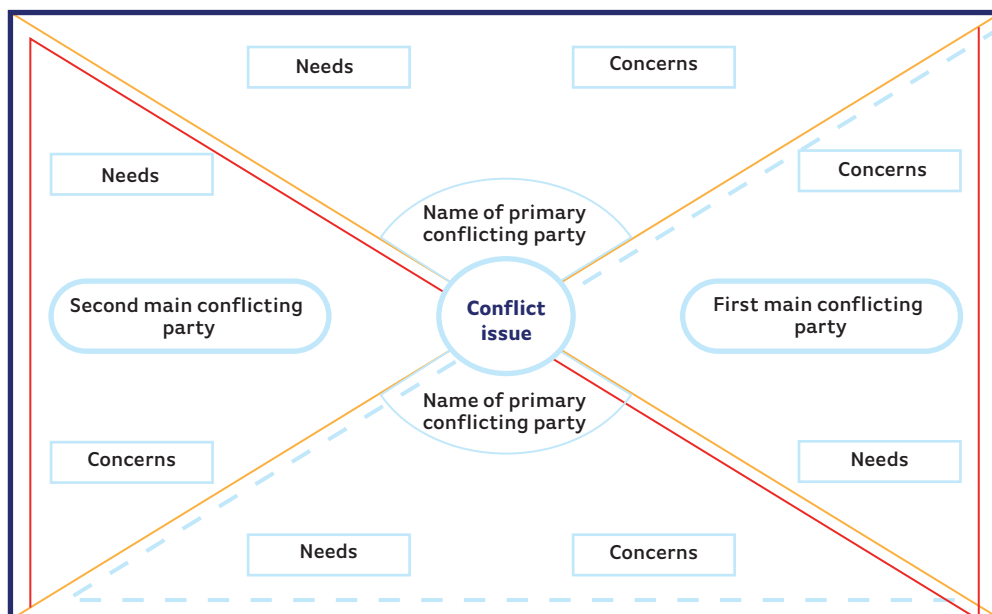 Needs
Concerns
Needs
Concerns
Name of primary
conflicting party
Second main conflicting
party
Conflict
issue
First main conflicting
party
Name of primary
conflicting party
Concerns
Needs
Needs
Concerns